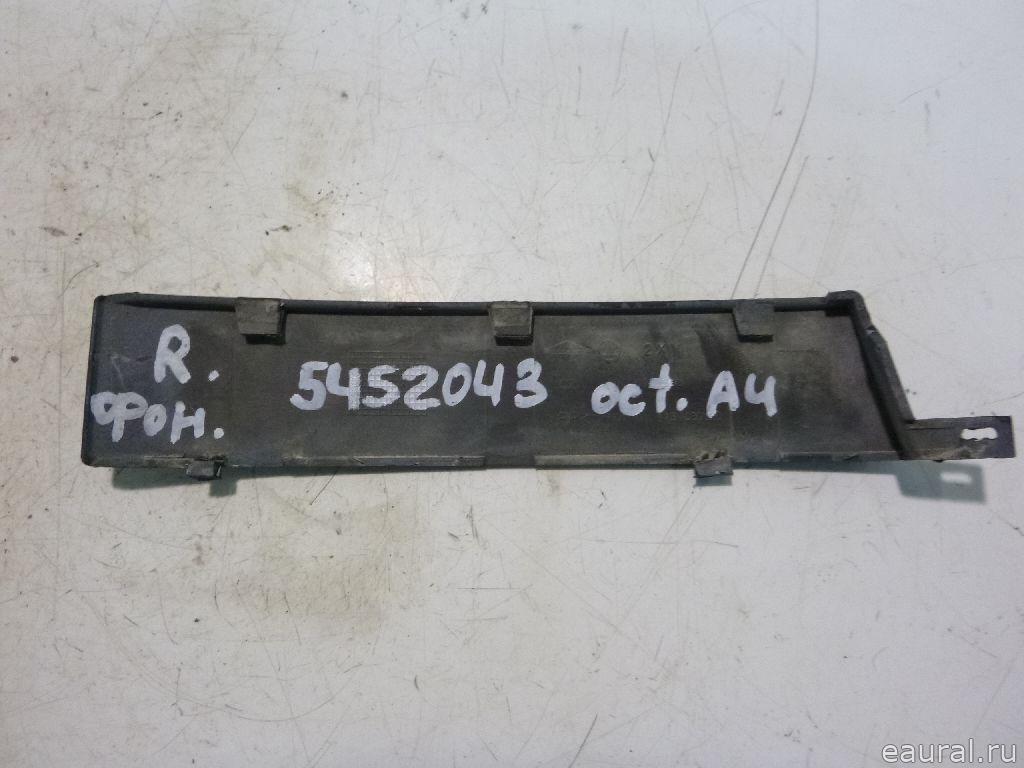 R.
фон.
5452043 oct. A4
eaural.ru